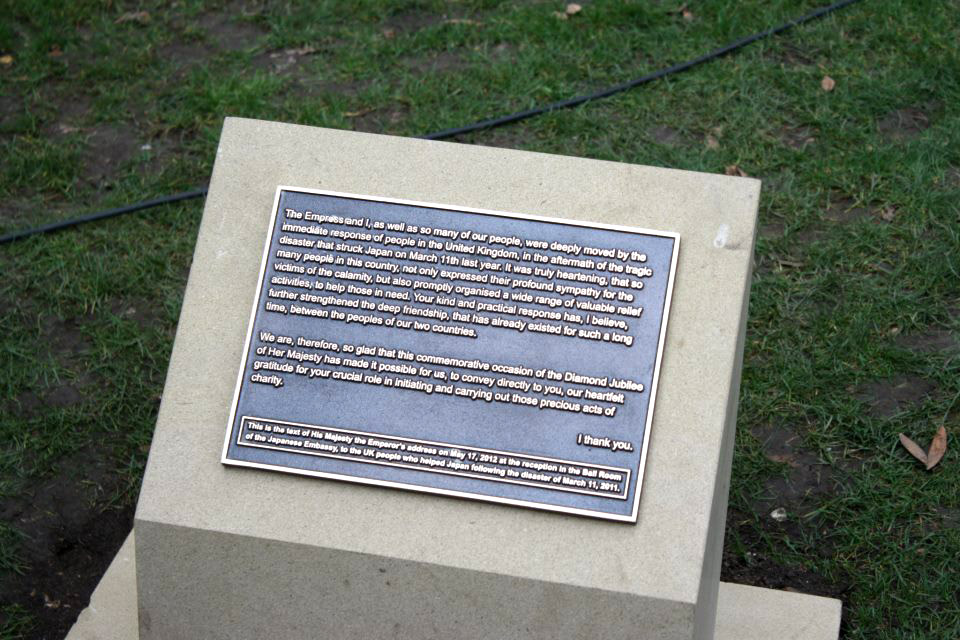 The Empress and I, as well as so many of our people, were deeply moved by the
immediate response of people in the United Kingdom, in the aftermath of the tragic
disaster that struck Japan on March 11th last year. It was truly heartening, that so
many people in this country, not only expressed their profound sympathy for the
victims of the calamity, but also promptly organised a wide range of valuable relief
activities, to help those in need. Your kind and practical response has, I believe,
further strengthened the deep friendship, that has already existed for such a long
time, between the peoples of our two countries.
We are, therefore, so glad that this commemorative occasion of the Diamond Jubilee
of Her Majesty has made it possible for us, to convey directly to you, our heartfelt
gratitude for your crucial role in initiating and carrying out those precious acts of
charity.
I thank you.
This is the text of His Majesty the Emperor's address on May 17, 2012 at the reception in the Ball Room
of the Japanese Embassy, to the UK people who helped Japan following the disaster of March 11, 2011.